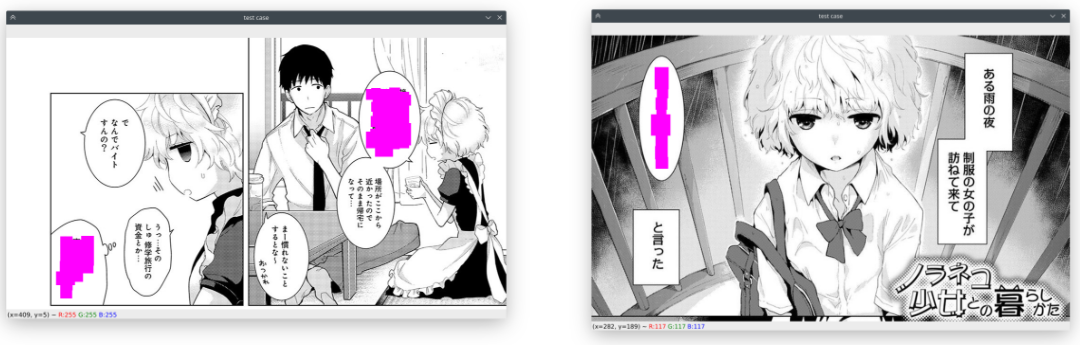 test case
場所がここから
近かったので
そのまま帰宅に
なって…
まー慣れないこと
するとな〜
おつかれ
で
なんでバイト
すんの？
うっ…その
しゅ修学旅行の
資金とか…
(x=409, y=5) ~ R:255 G:255 B:255
test case
ある雨の夜
制服の女の子が
訪ねて来て
と言った
ノラネコ
少女との暮らし
かた
(x=282, y=189) ~ R:117 G:117 B:117